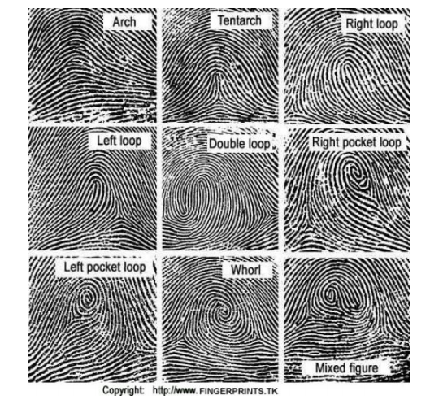 Arch
Tentarch
Right loop
Left loop
Double loop
Right pocket loop
Left pocket loop
Whorl
Mixed figure
Copyright: http://www.FINGERPRINTS.TK